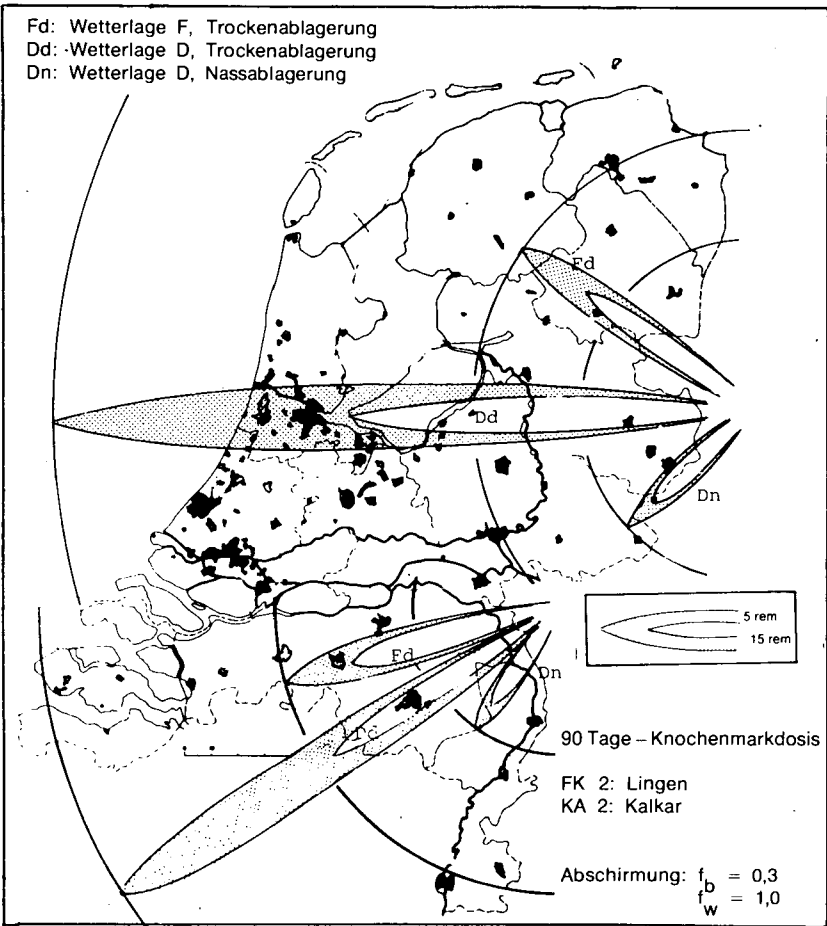 Fd: Wetterlage F, Trockenablagerung
Dd: Wetterlage D, Trockenablagerung
Dn: Wetterlage D, Nassablagerung
Fd
Dd
Dn
5 rem
15 rem
Fd
Dn
Dd
90 Tage – Knochenmarkdosis
FK 2: Lingen
KA 2: Kalkar
Abschirmung: f_b = 0,3
f_w = 1,0